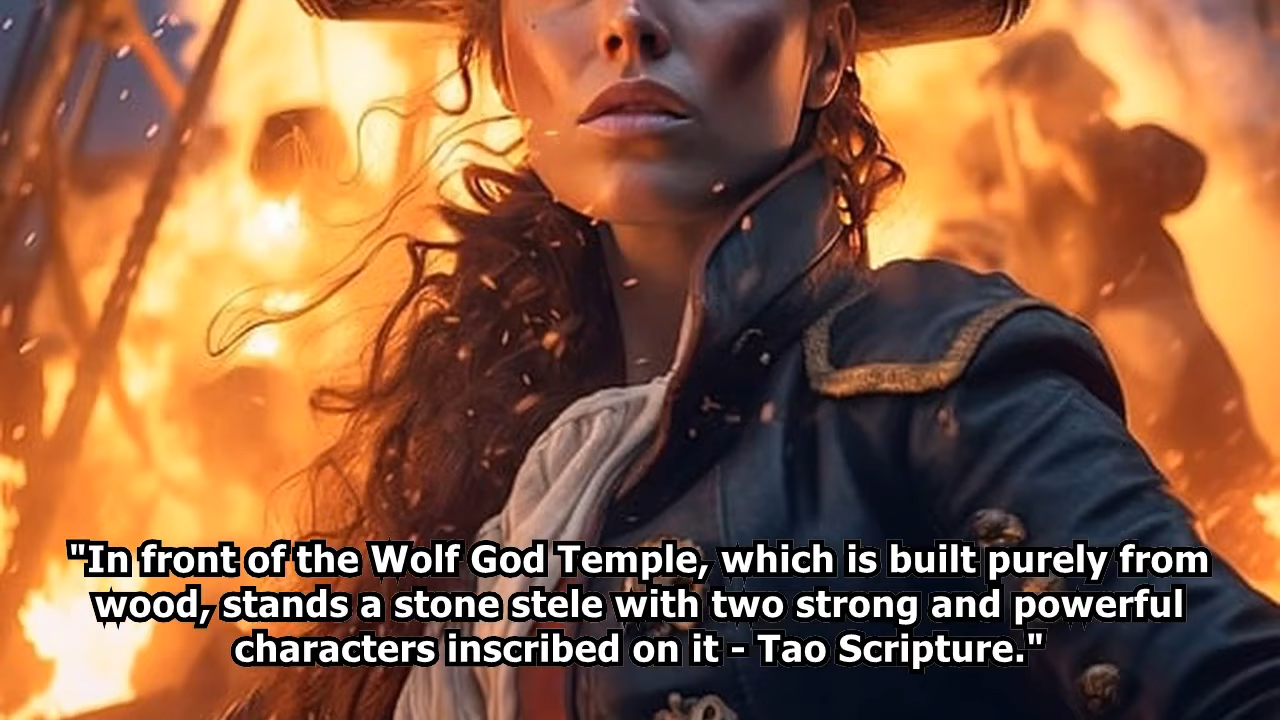 "In front of the Wolf God Temple, which is built purely from
wood, stands a stone stele with two strong and powerful
characters inscribed on it - Tao Scripture."